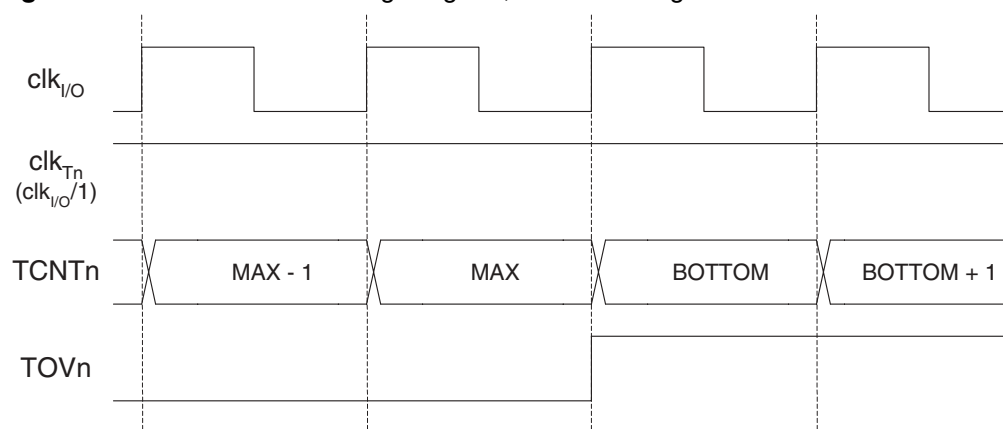 clkI/O
clkTn
(clkI/O/1)
TCNTn MAX - 1 MAX BOTTOM BOTTOM + 1
TOVn